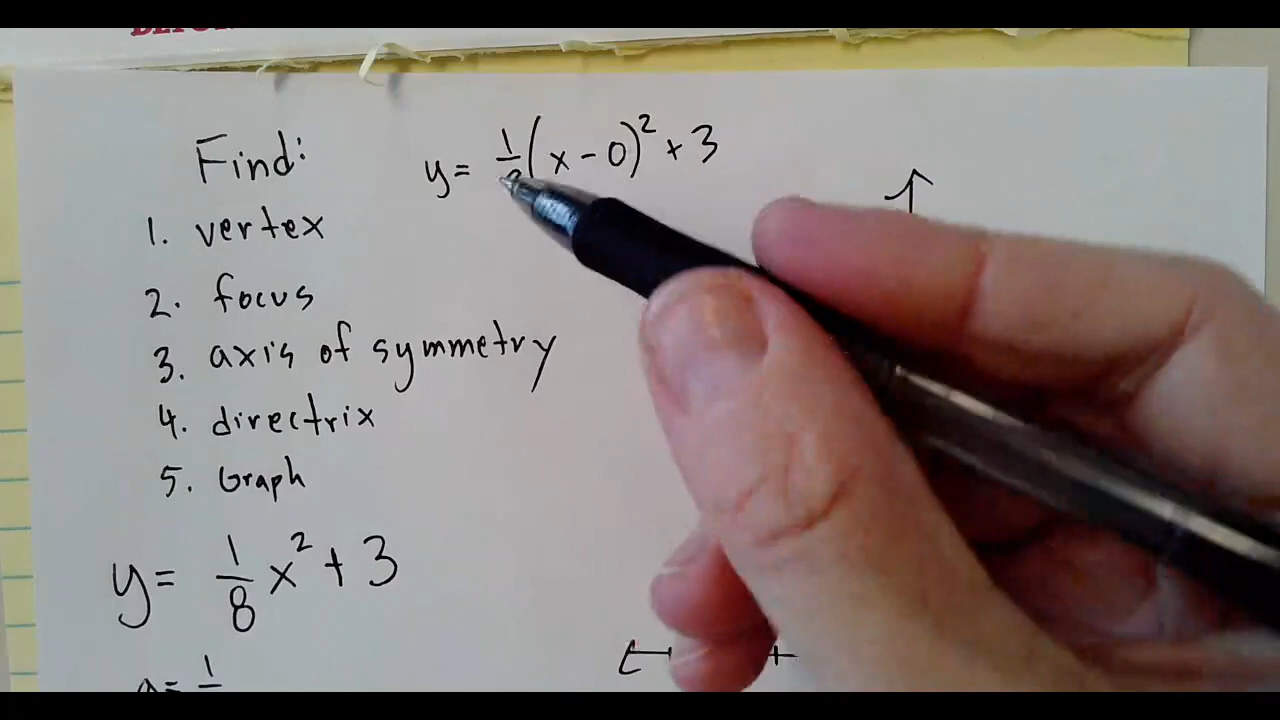 Find:
y = 1/8 (x - 0)² + 3
1. vertex
2. focus
3. axis of symmetry
4. directrix
5. Graph
y = 1/8 x² + 3
a = 1